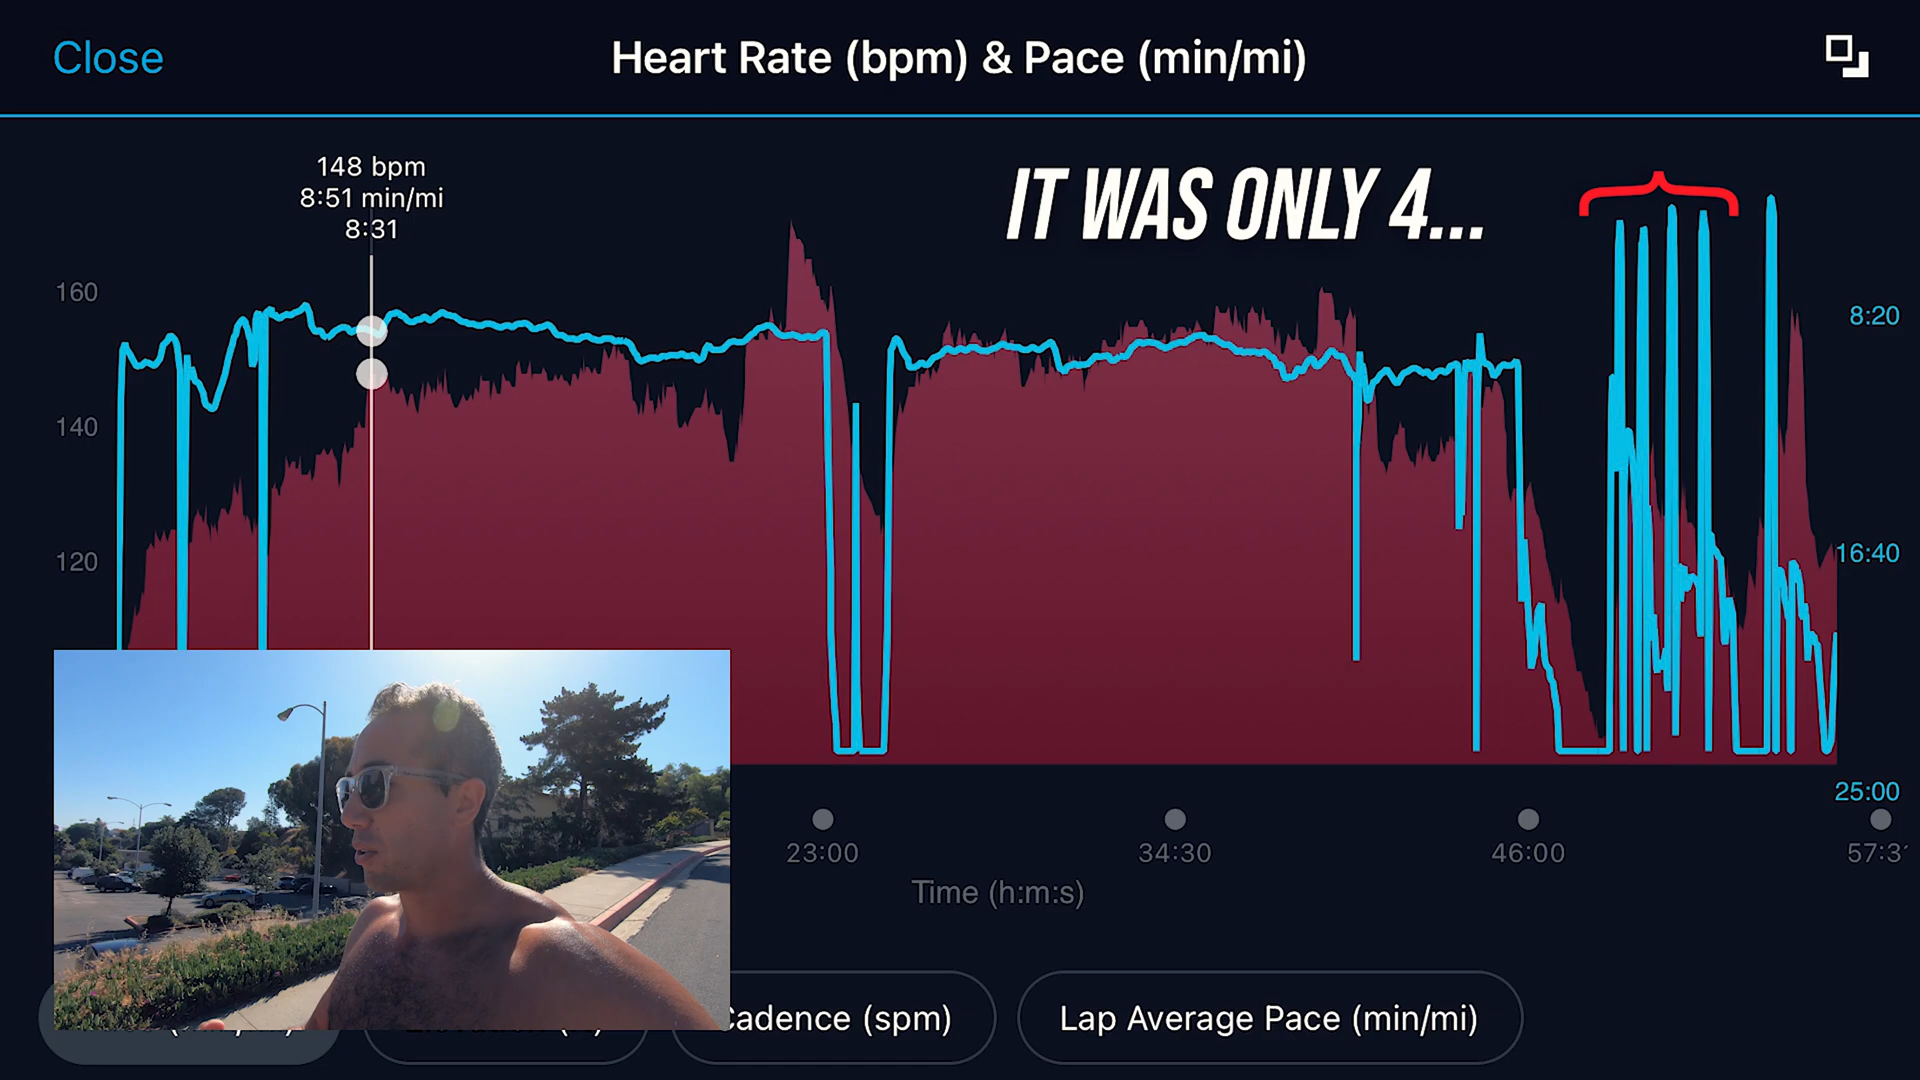 Close
Heart Rate (bpm) & Pace (min/mi)
148 bpm
8:51 min/mi
8:31
IT WAS ONLY 4...
160
140
120
8:20
16:40
25:00
23:00
34:30
46:00
57:3
Time (h:m:s)
Cadence (spm)
Lap Average Pace (min/mi)